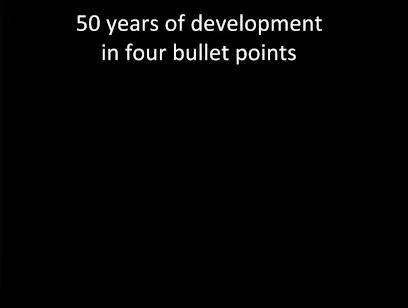 50 years of development
in four bullet points